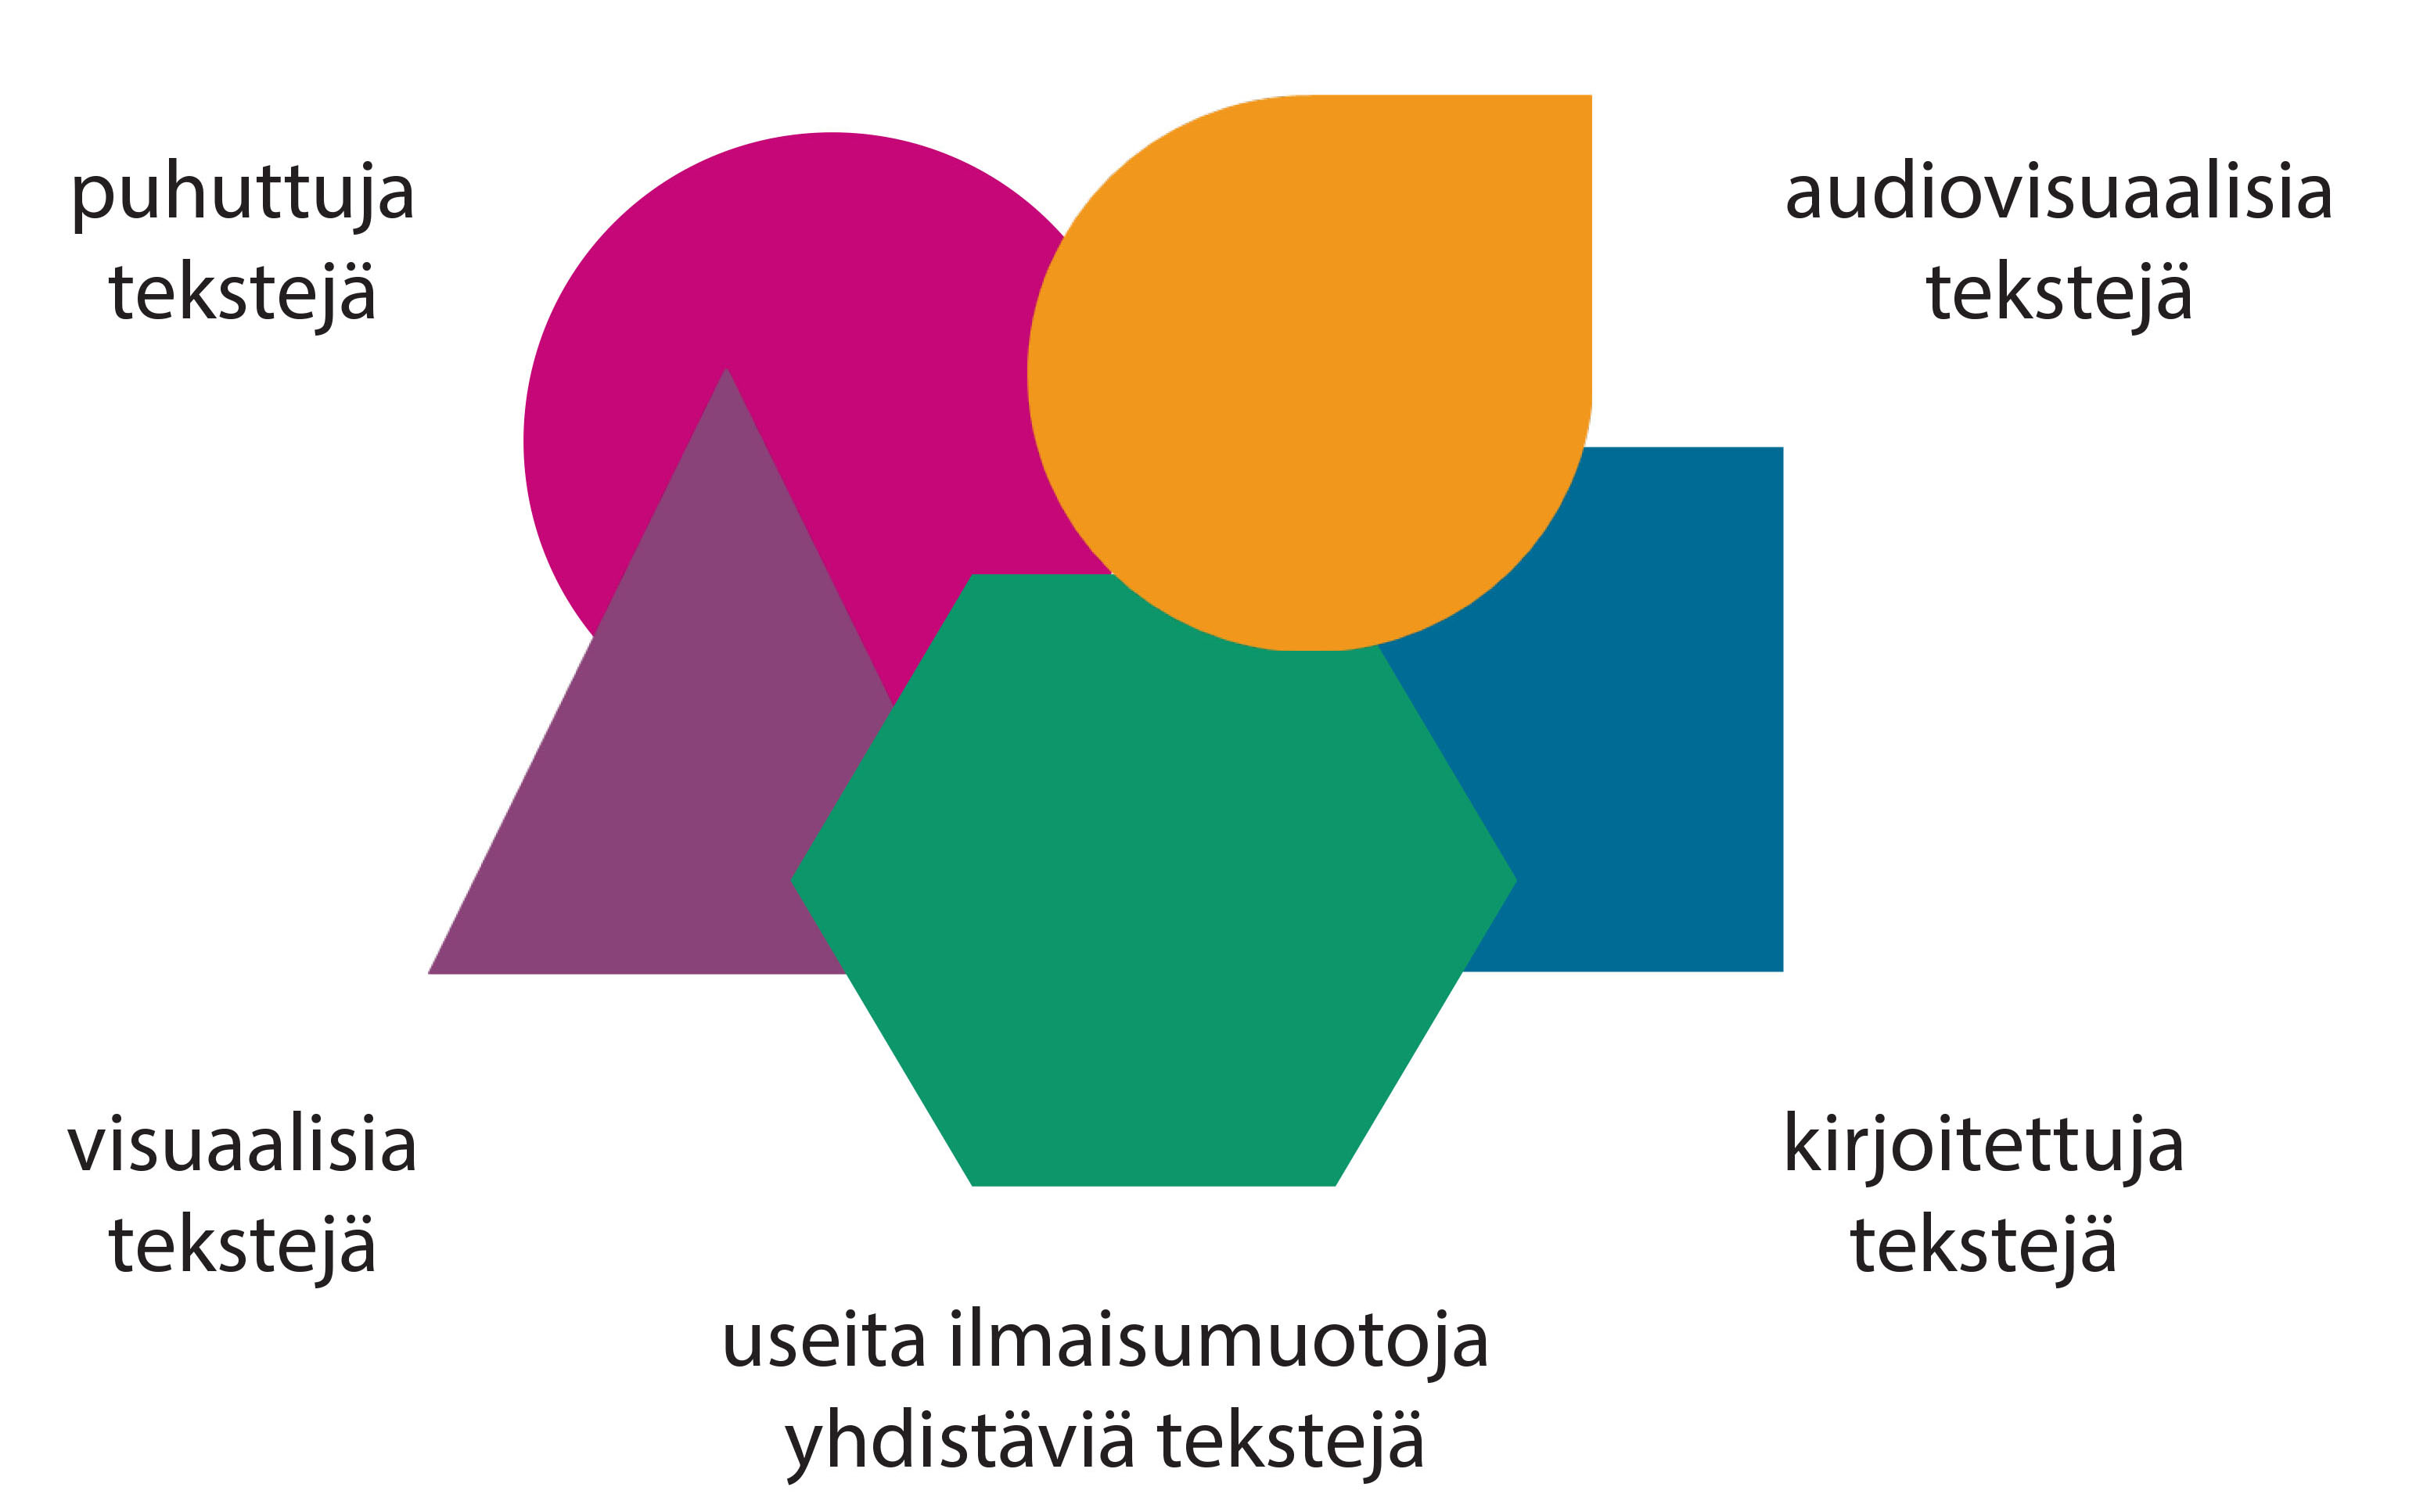 puhuttuja
tekstejä
audiovisuaalisia
tekstejä
visuaalisia
tekstejä
kirjoitettuja
tekstejä
useita ilmaisumuotoja
yhdistäviä tekstejä